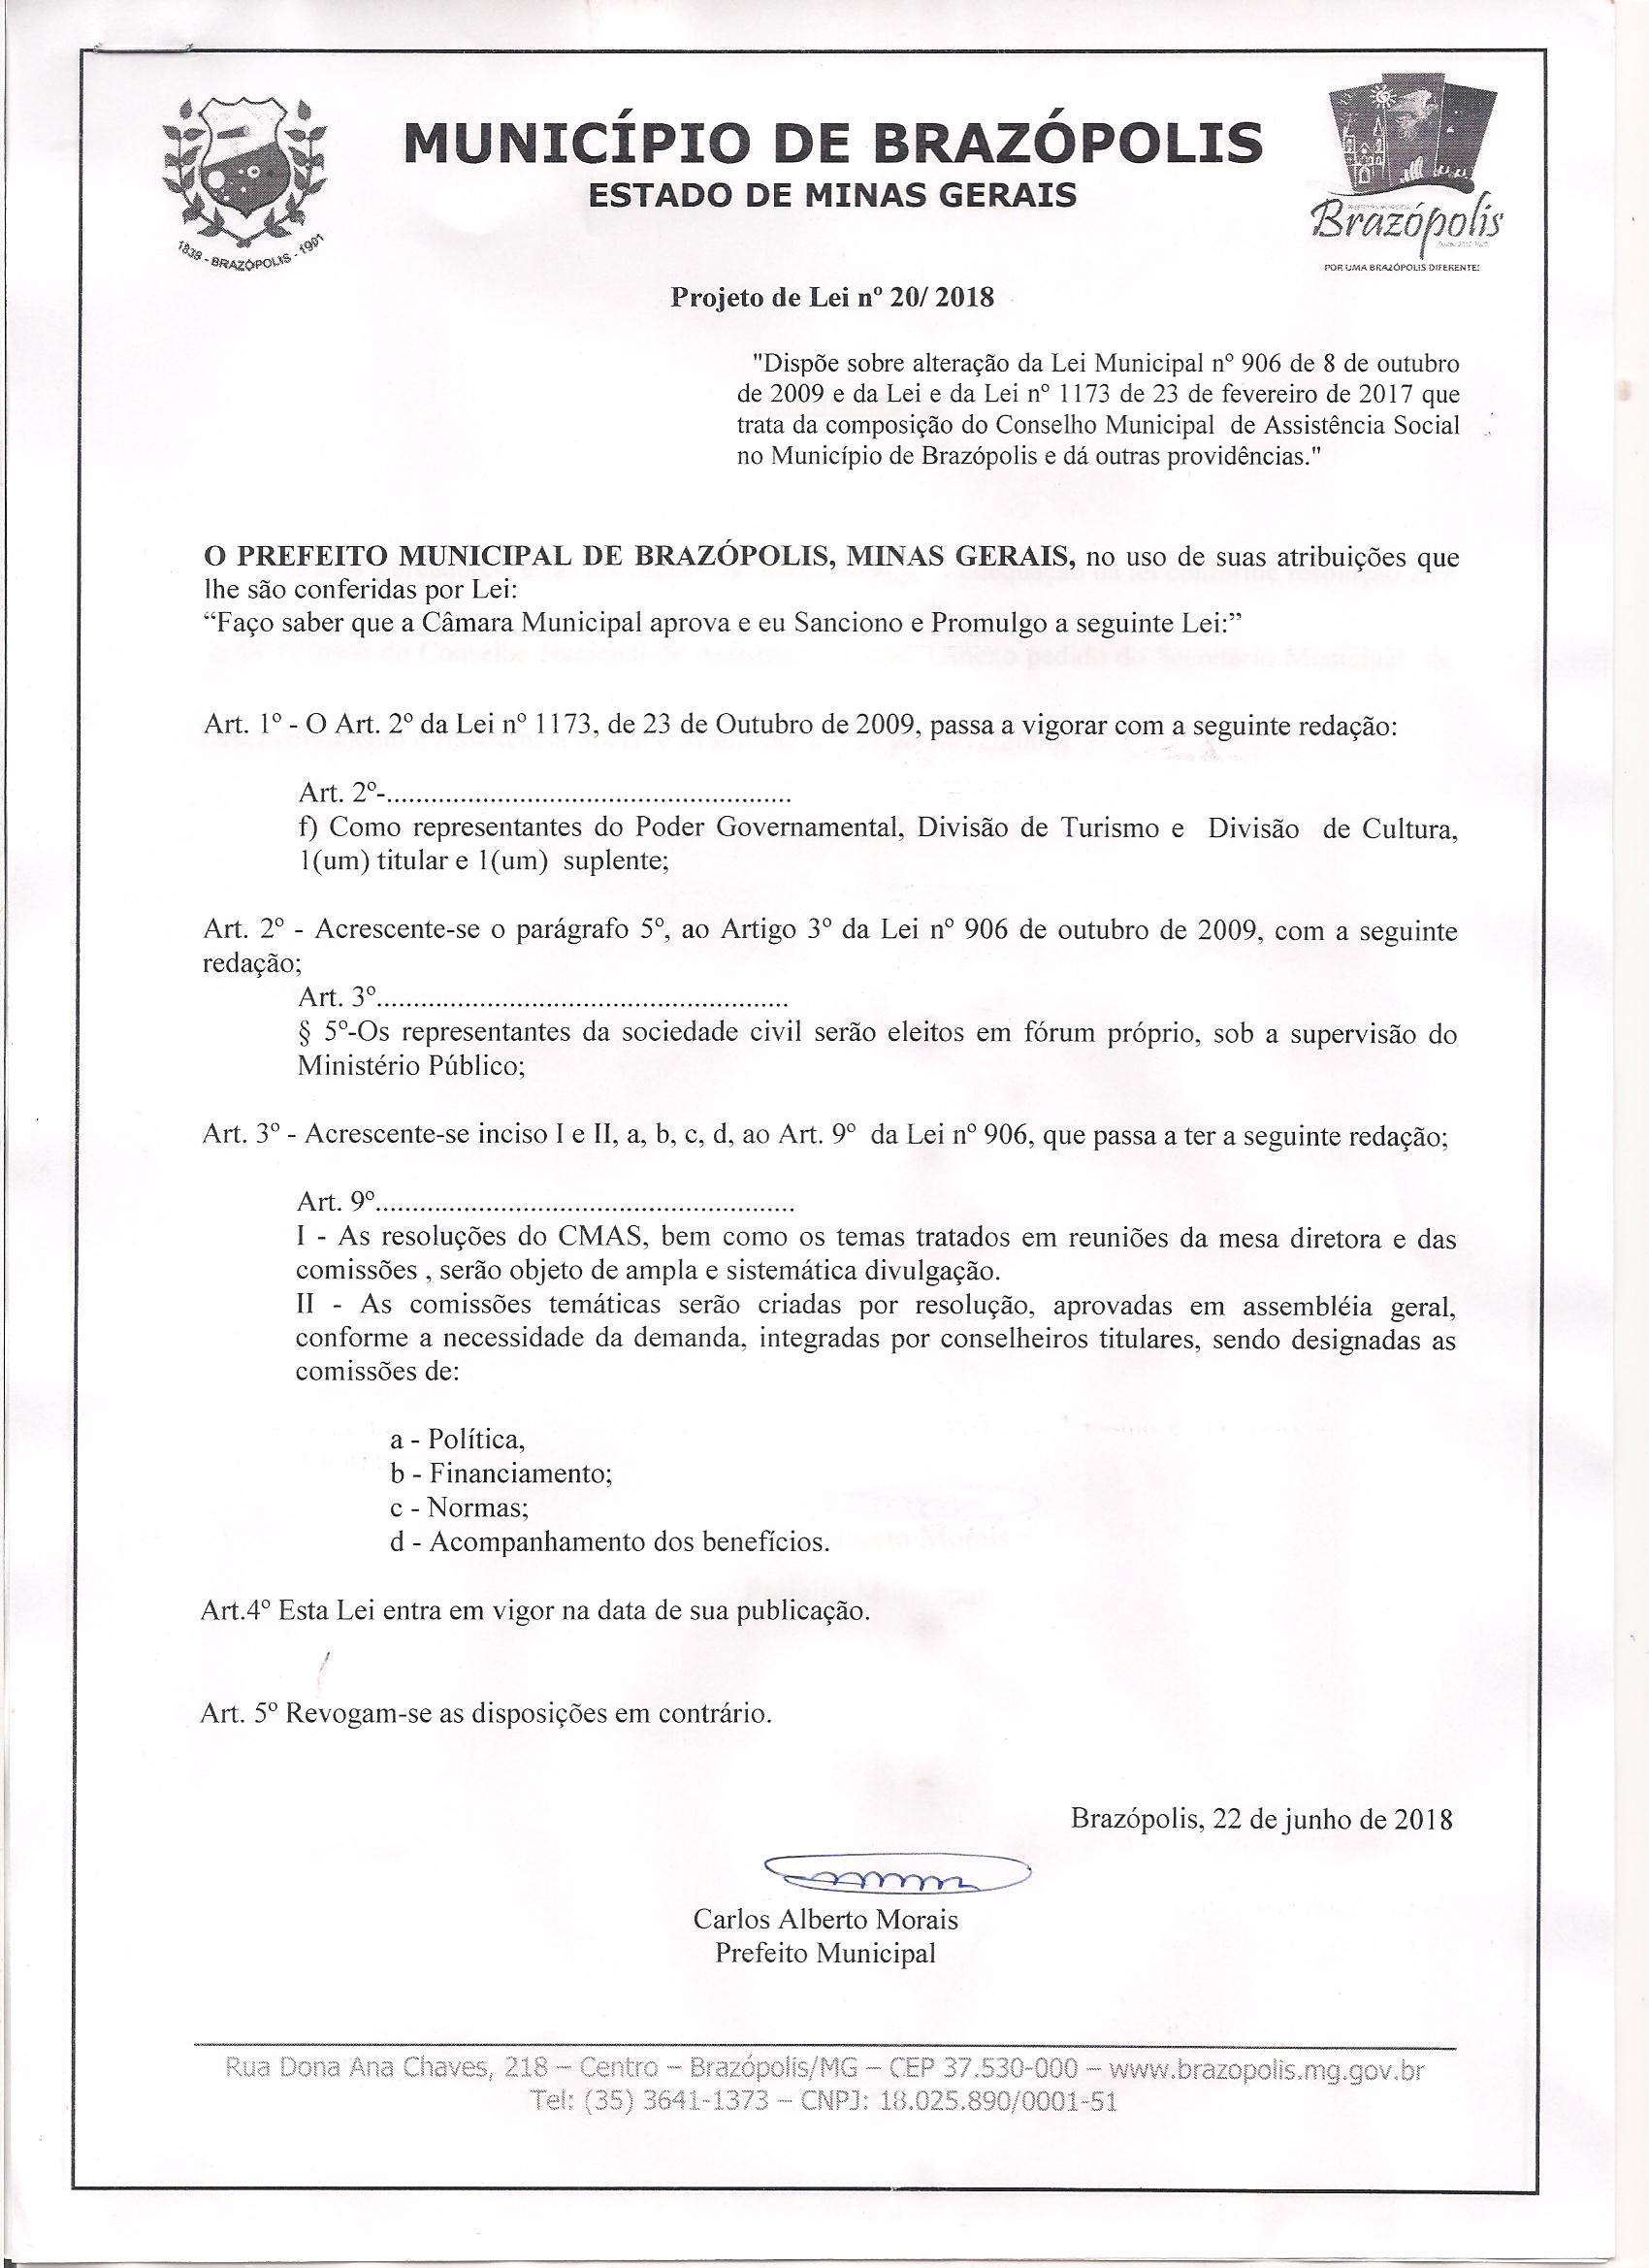 MUNICÍPIO DE BRAZÓPOLIS
ESTADO DE MINAS GERAIS
1838 - BRAZÓPOLIS - 1901
Brazópolis
POR UMA BRAZÓPOLIS DIFERENTE!
Projeto de Lei nº 20/ 2018
"Dispõe sobre alteração da Lei Municipal nº 906 de 8 de outubro
de 2009 e da Lei e da Lei nº 1173 de 23 de fevereiro de 2017 que
trata da composição do Conselho Municipal de Assistência Social
no Município de Brazópolis e dá outras providências."
O PREFEITO MUNICIPAL DE BRAZÓPOLIS, MINAS GERAIS, no uso de suas atribuições que
lhe são conferidas por Lei:
“Faço saber que a Câmara Municipal aprova e eu Sanciono e Promulgo a seguinte Lei:”
Art. 1º - O Art. 2º da Lei nº 1173, de 23 de Outubro de 2009, passa a vigorar com a seguinte redação:
Art. 2º-.......................................................
f) Como representantes do Poder Governamental, Divisão de Turismo e Divisão de Cultura,
1(um) titular e 1(um) suplente;
Art. 2º - Acrescente-se o parágrafo 5º, ao Artigo 3º da Lei nº 906 de outubro de 2009, com a seguinte
redação;
Art. 3º........................................................
§ 5º-Os representantes da sociedade civil serão eleitos em fórum próprio, sob a supervisão do
Ministério Público;
Art. 3º - Acrescente-se inciso I e II, a, b, c, d, ao Art. 9º da Lei nº 906, que passa a ter a seguinte redação;
Art. 9º.........................................................
I - As resoluções do CMAS, bem como os temas tratados em reuniões da mesa diretora e das
comissões , serão objeto de ampla e sistemática divulgação.
II - As comissões temáticas serão criadas por resolução, aprovadas em assembléia geral,
conforme a necessidade da demanda, integradas por conselheiros titulares, sendo designadas as
comissões de:
a - Política,
b - Financiamento;
c - Normas;
d - Acompanhamento dos benefícios.
Art.4º Esta Lei entra em vigor na data de sua publicação.
Art. 5º Revogam-se as disposições em contrário.
Brazópolis, 22 de junho de 2018
Carlos Alberto Morais
Prefeito Municipal
Rua Dona Ana Chaves, 218 – Centro – Brazópolis/MG – CEP 37.530-000 – www.brazopolis.mg.gov.br
Tel: (35) 3641-1373 – CNPJ: 18.025.890/0001-51